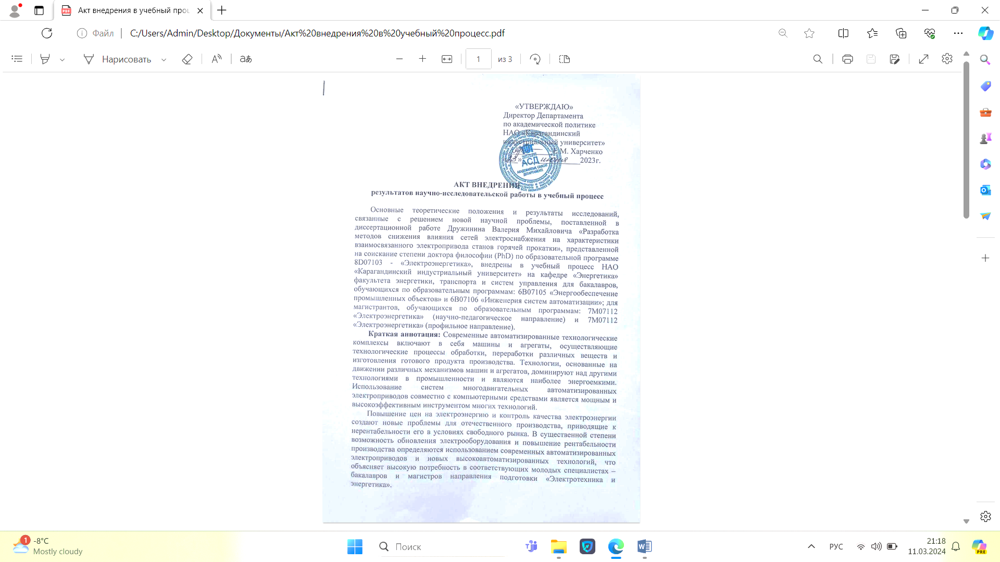 Акт внедрения в учебный про
Файл
C:/Users/Admin/Desktop/Документы/Акт%20внедрения%20в%20учебный%20процесс.pdf
Нарисовать
1 из 3
«УТВЕРЖДАЮ»
Директор Департамента
по академической политике
НАО «Карагандинский
индустриальный университет»
М. Харченко
2023г.
АСД
АКАДЕМИЯЛЫҚ САЯСАТ
ДЕПАРТАМЕНТІ
АКТ ВНЕДРЕНИЯ
результатов научно-исследовательской работы в учебный процесс
Основные теоретические положения и результаты исследований,
связанные с решением новой научной проблемы, поставленной в
диссертационной работе Дружинина Валерия Михайловича «Разработка
методов снижения влияния сетей электроснабжения на характеристики
взаимосвязанного электропривода станов горячей прокатки», представленной
на соискание степени доктора философии (PhD) по образовательной программе
8D07103 - «Электроэнергетика», внедрены в учебный процесс НАО
«Карагандинский индустриальный университет» на кафедре «Энергетика»
факультета энергетики, транспорта и систем управления для бакалавров,
обучающихся по образовательным программам: 6В07105 «Энергообеспечение
промышленных объектов» и 6В07106 «Инженерия систем автоматизации»; для
магистрантов, обучающихся по образовательным программам: 7М07112
«Электроэнергетика» (научно-педагогическое направление) и 7М07112
«Электроэнергетика» (профильное направление).
Краткая аннотация: Современные автоматизированные технологические
комплексы включают в себя машины и агрегаты, осуществляющие
технологические процессы обработки, переработки различных веществ и
изготовления готового продукта производства. Технологии, основанные на
движении различных механизмов машин и агрегатов, доминируют над другими
технологиями в промышленности и являются наиболее энергоемкими.
Использование систем многодвигательных автоматизированных
электроприводов совместно с компьютерными средствами является мощным и
высокоэффективным инструментом многих технологий.
Повышение цен на электроэнергию и контроль качества электроэнергии
создают новые проблемы для отечественного производства, приводящие к
нерентабельности его в условиях свободного рынка. В существенной степени
возможность обновления электрооборудования и повышение рентабельности
производства определяются использованием современных автоматизированных
электроприводов и новых высокоавтоматизированных технологий, что
объясняет высокую потребность в соответствующих молодых специалистах –
бакалавров и магистров направления подготовки «Электротехника и
энергетика».
1
-8°C
Mostly cloudy
Поиск
РУС
21:18
11.03.2024
PRE